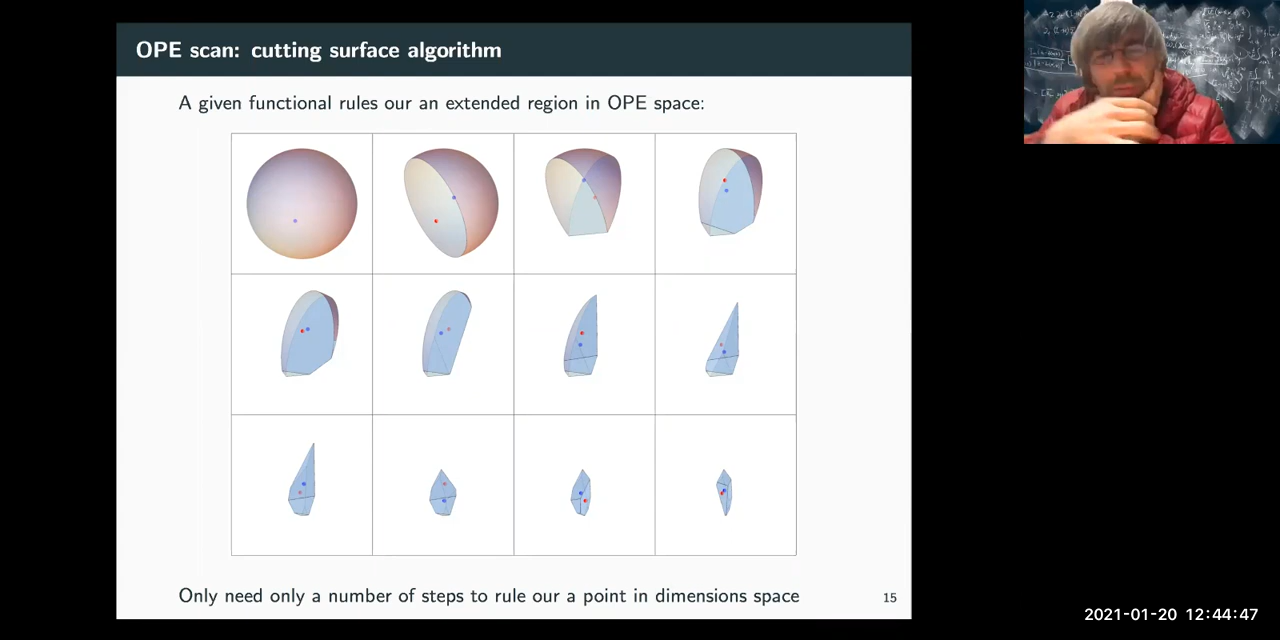 OPE scan: cutting surface algorithm
A given functional rules our an extended region in OPE space:
Only need only a number of steps to rule our a point in dimensions space
15
2021-01-20 12:44:47